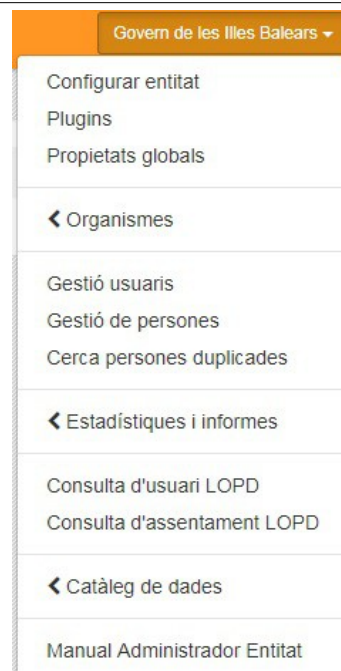 Govern de les Illes Balears
Configurar entitat
Plugins
Propietats globals
Organismes
Gestió usuaris
Gestió de persones
Cerca persones duplicades
Estadístiques i informes
Consulta d'usuari LOPD
Consulta d'assentament LOPD
Catàleg de dades
Manual Administrador Entitat